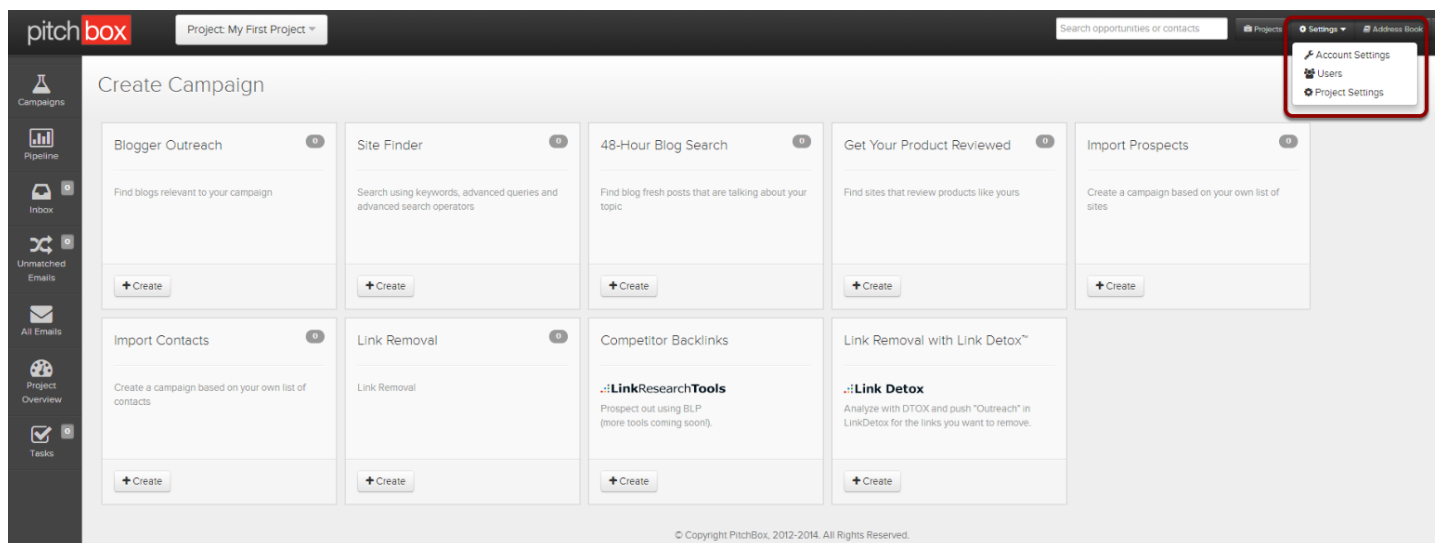 pitchbox
Project: My First Project
Search opportunities or contacts
Projects
Settings
Address Book
Account Settings
Users
Project Settings
Campaigns
Pipeline
0
Inbox
0
Unmatched
Emails
All Emails
Project
Overview
0
Tasks
Create Campaign
Blogger Outreach
0
Find blogs relevant to your campaign
+ Create
Site Finder
0
Search using keywords, advanced queries and
advanced search operators
+ Create
48-Hour Blog Search
0
Find blog fresh posts that are talking about your
topic
+ Create
Get Your Product Reviewed
0
Find sites that review products like yours
+ Create
Import Prospects
0
Create a campaign based on your own list of
sites
+ Create
Import Contacts
0
Create a campaign based on your own list of
contacts
+ Create
Link Removal
0
Link Removal
+ Create
Competitor Backlinks
.:LinkResearchTools
Prospect out using BLP
(more tools coming soon!).
+ Create
Link Removal with Link Detox™
.:Link Detox
Analyze with DTOX and push "Outreach" in
LinkDetox for the links you want to remove.
+ Create
© Copyright PitchBox, 2012-2014. All Rights Reserved.